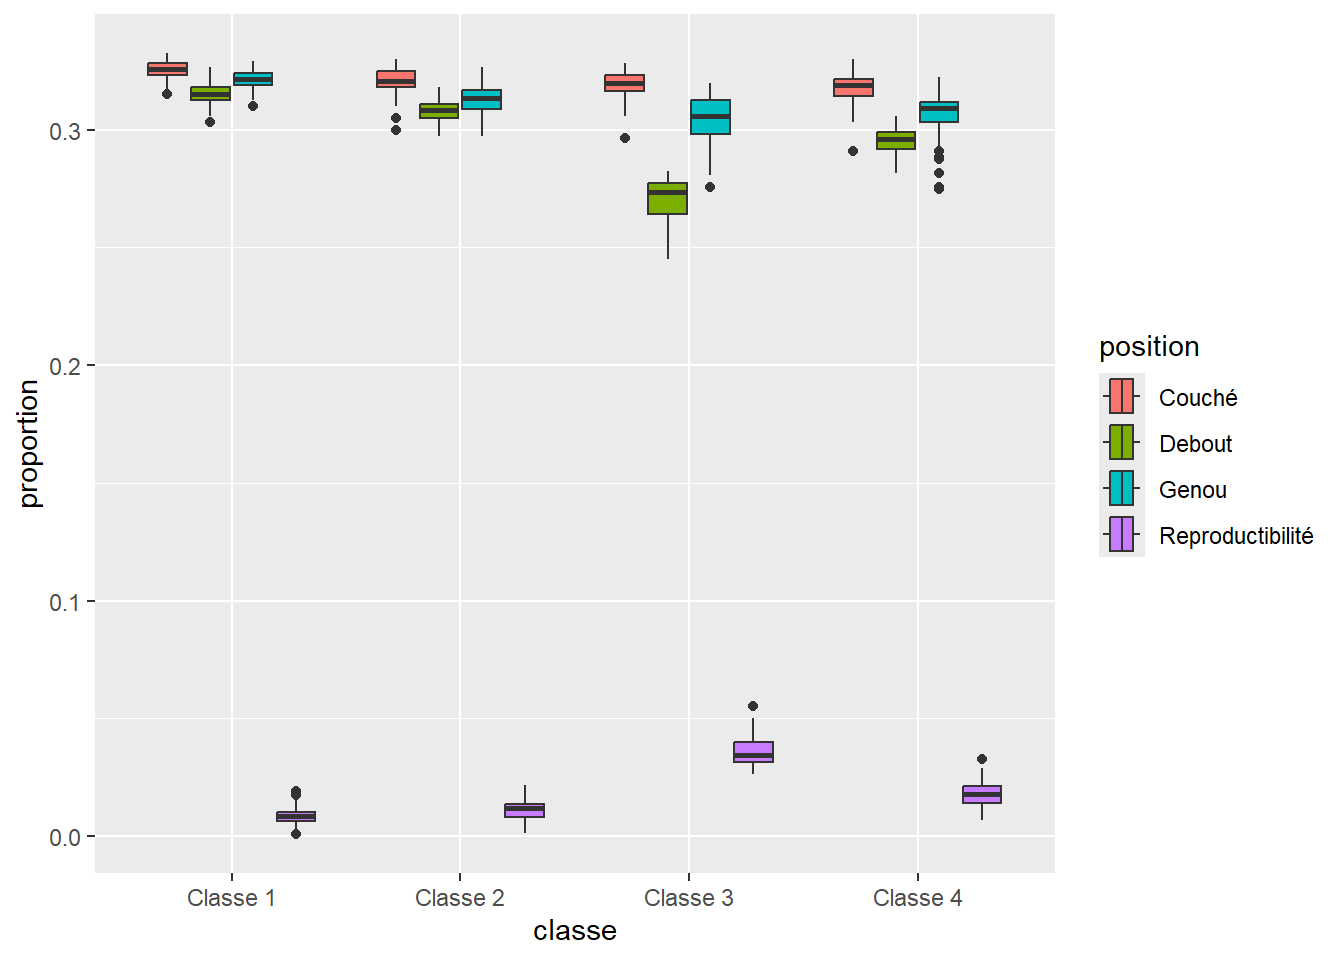 proportion
0.3
0.2
0.1
0.0
Classe 1
Classe 2
Classe 3
Classe 4
classe
position
Couché
Debout
Genou
Reproductibilité